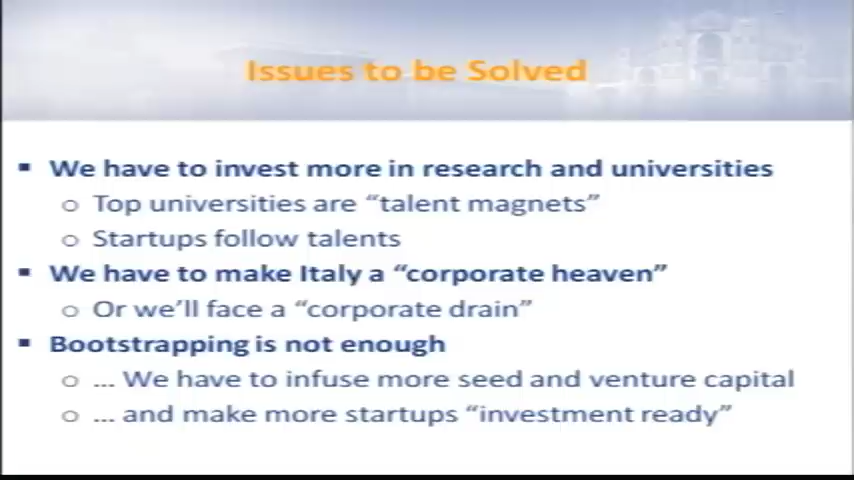 Issues to be Solved
▪ We have to invest more in research and universities
o Top universities are “talent magnets”
o Startups follow talents
▪ We have to make Italy a “corporate heaven”
o Or we’ll face a “corporate drain”
▪ Bootstrapping is not enough
o ... We have to infuse more seed and venture capital
o ... and make more startups “investment ready”